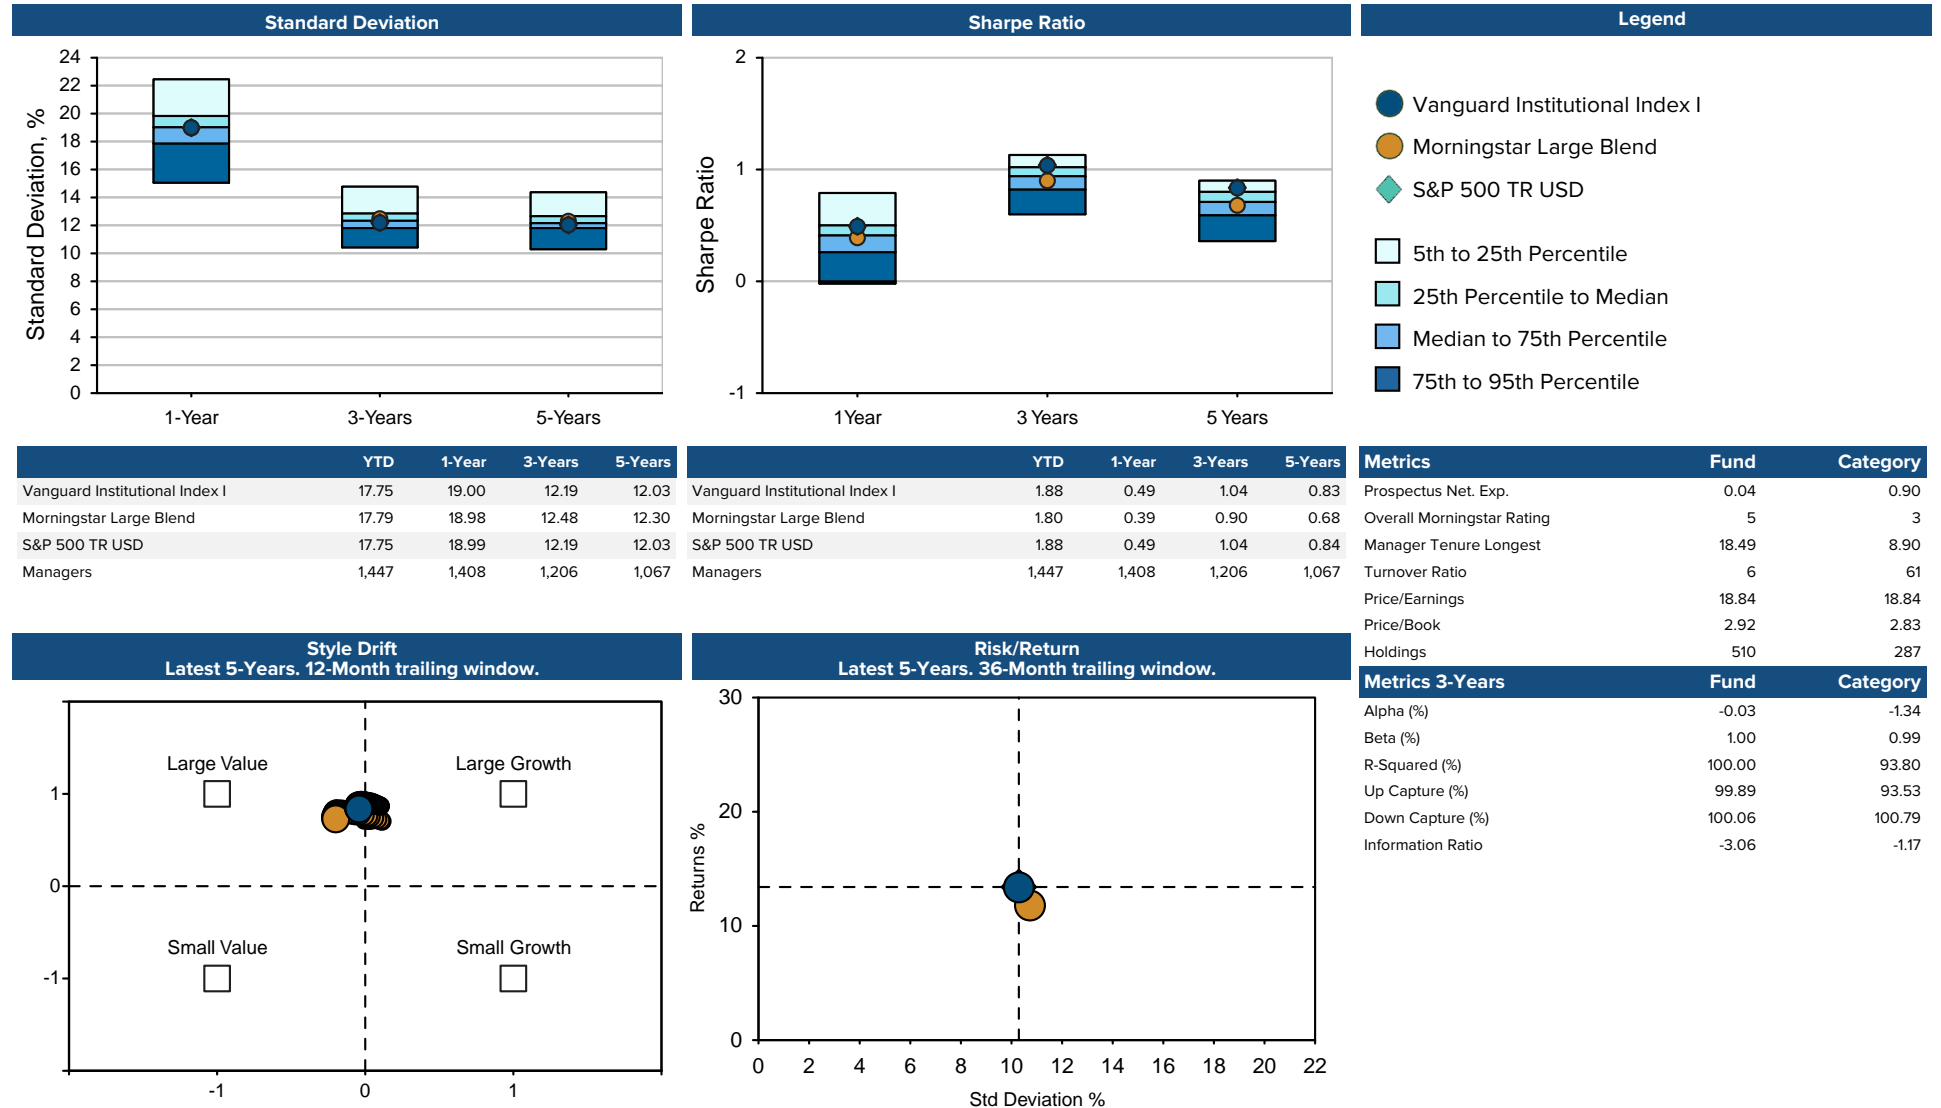 Standard Deviation
24
22
20
18
16
14
12
10
8
6
4
2
0
Standard Deviation, %
1-Year 3-Years 5-Years
Sharpe Ratio
2
1
0
-1
Sharpe Ratio
1Year 3 Years 5 Years
Legend
Vanguard Institutional Index I
Morningstar Large Blend
S&P 500 TR USD
5th to 25th Percentile
25th Percentile to Median
Median to 75th Percentile
75th to 95th Percentile
YTD 1-Year 3-Years 5-Years
Vanguard Institutional Index I 17.75 19.00 12.19 12.03
Morningstar Large Blend 17.79 18.98 12.48 12.30
S&P 500 TR USD 17.75 18.99 12.19 12.03
Managers 1,447 1,408 1,206 1,067
YTD 1-Year 3-Years 5-Years
Vanguard Institutional Index I 1.88 0.49 1.04 0.83
Morningstar Large Blend 1.80 0.39 0.90 0.68
S&P 500 TR USD 1.88 0.49 1.04 0.84
Managers 1,447 1,408 1,206 1,067
Metrics Fund Category
Prospectus Net. Exp. 0.04 0.90
Overall Morningstar Rating 5 3
Manager Tenure Longest 18.49 8.90
Turnover Ratio 6 61
Price/Earnings 18.84 18.84
Price/Book 2.92 2.83
Holdings 510 287
Metrics 3-Years Fund Category
Alpha (%) -0.03 -1.34
Beta (%) 1.00 0.99
R-Squared (%) 100.00 93.80
Up Capture (%) 99.89 93.53
Down Capture (%) 100.06 100.79
Information Ratio -3.06 -1.17
Style Drift
Latest 5-Years. 12-Month trailing window.
Large Value Large Growth
1
0
Small Value Small Growth
-1
-1 0 1
Risk/Return
Latest 5-Years. 36-Month trailing window.
30
20
10
0
Returns %
0 2 4 6 8 10 12 14 16 18 20 22
Std Deviation %